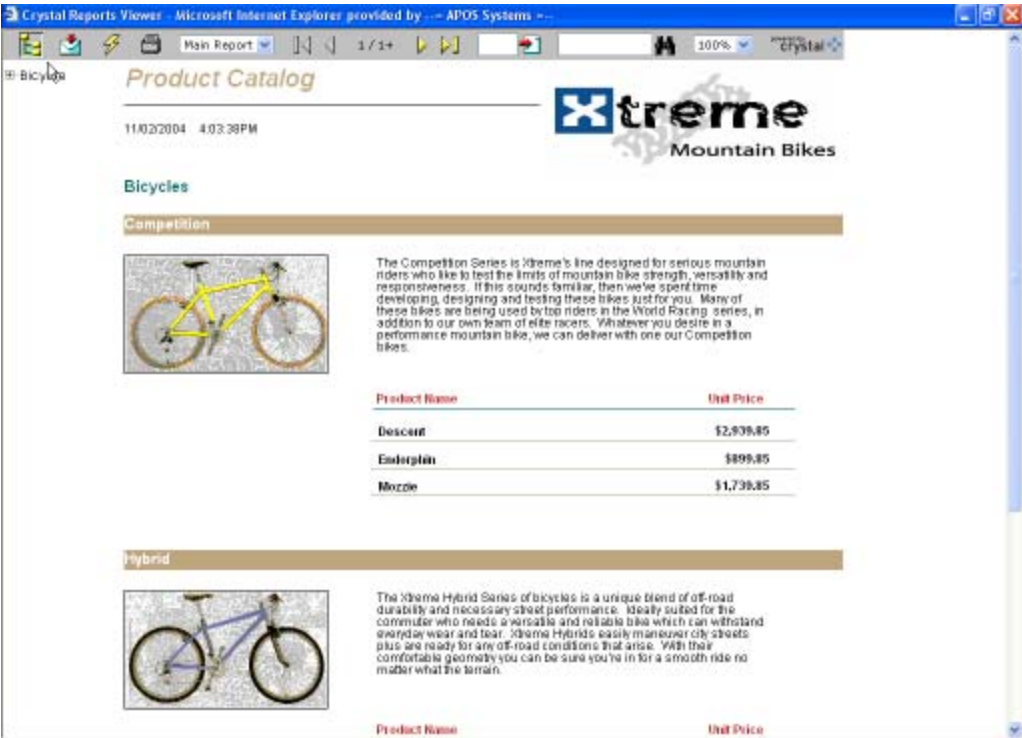 Crystal Reports Viewer - Microsoft Internet Explorer provided by --= APOS Systems =--
Main Report
1 / 1+
100%
crystal
Bicycle
Product Catalog
11/02/2004 4:03:38PM
Xtreme
Mountain Bikes
Bicycles
Competition
The Competition Series is Xtreme's line designed for serious mountain
riders who like to test the limits of mountain bike strength, versatility and
responsiveness. If this sounds familiar, then we've spent time
developing, designing and testing these bikes just for you. Many of
these bikes are being used by top riders in the World Racing series, in
addition to our own team of elite racers. Whatever you desire in a
performance mountain bike, we can deliver with one our Competition
bikes.
Product Name Unit Price
Descent $2,939.85
Endorphin $899.85
Mozzie $1,739.85
Hybrid
The Xtreme Hybrid Series of bicycles is a unique blend of off-road
durability and necessary street performance. Ideally suited for the
commuter who needs a versatile and reliable bike which can withstand
everyday wear and tear. Xtreme Hybrids easily maneuver city streets
plus are ready for any off-road conditions that arise. With their
comfortable geometry you can be sure you're in for a smooth ride no
matter what the terrain.
Product Name Unit Price